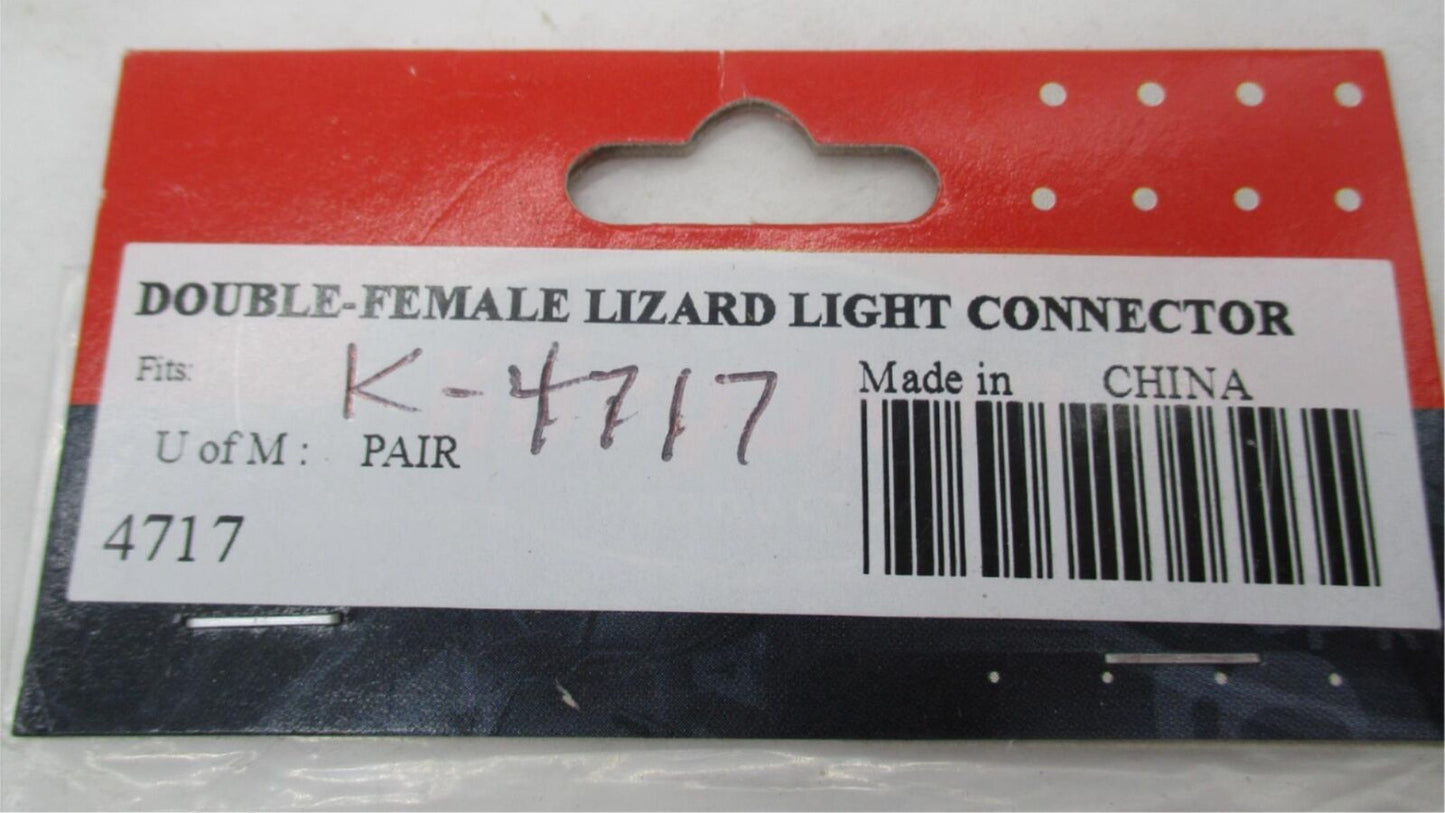 DOUBLE-FEMALE LIZARD LIGHT CONNECTOR
Fits:
K-4717
Made in CHINA
U of M : PAIR
4717